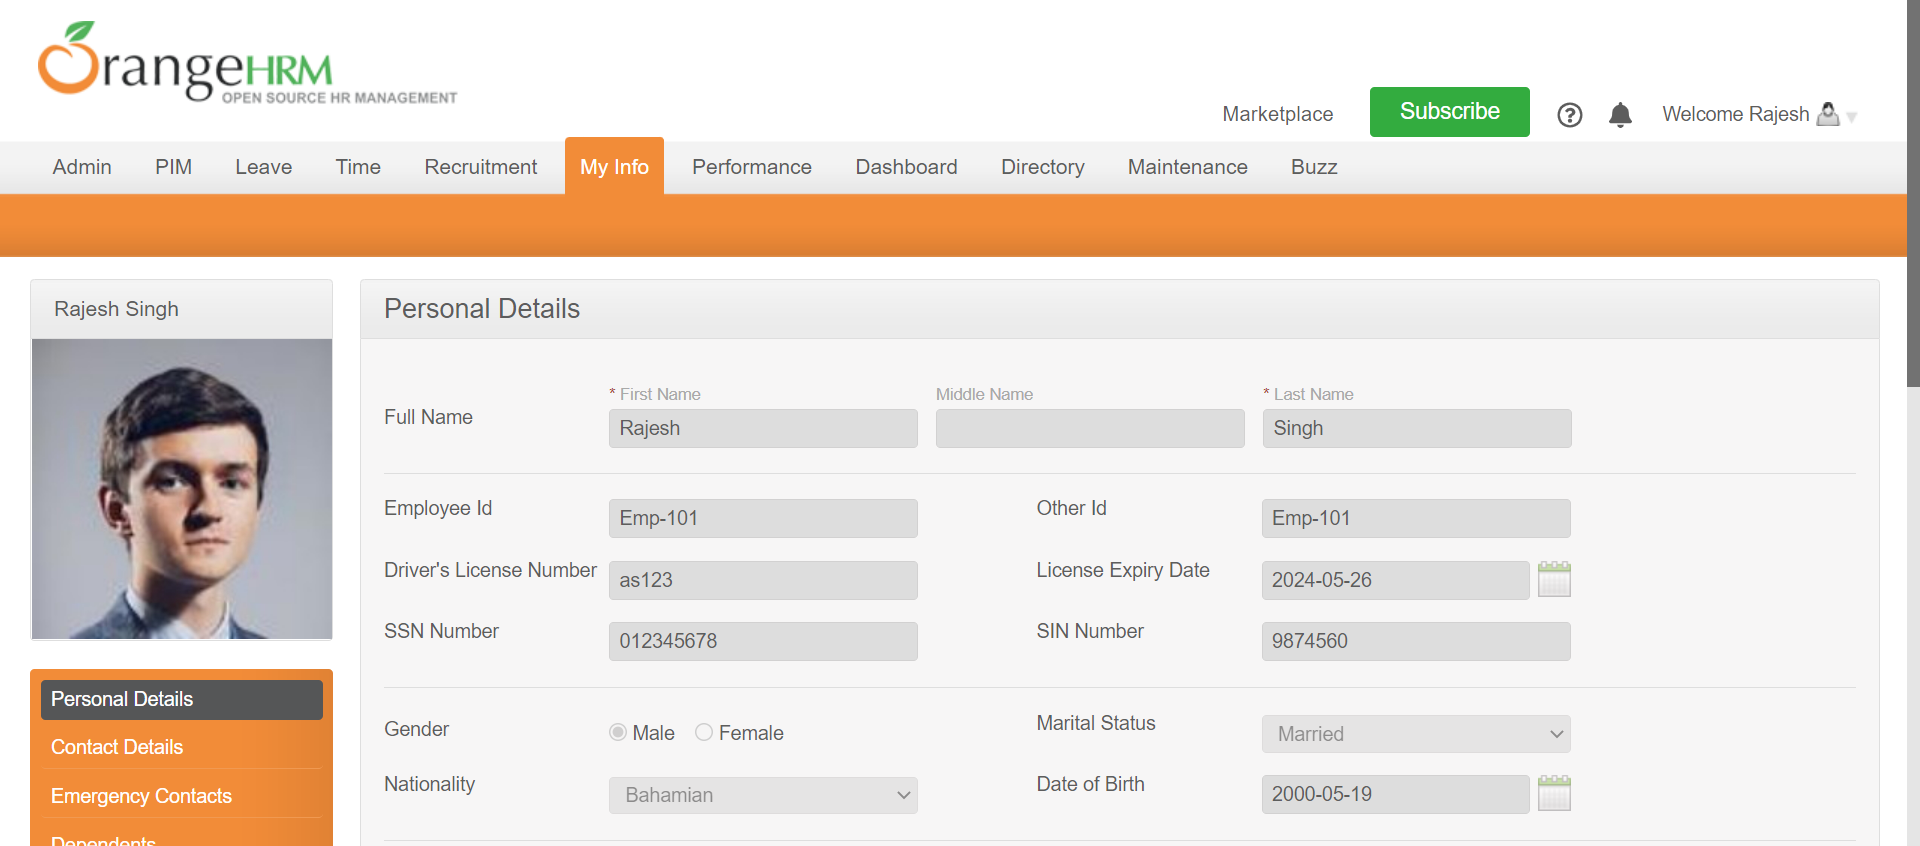 OrangeHRM
OPEN SOURCE HR MANAGEMENT
Marketplace Subscribe ? Welcome Rajesh
Admin PIM Leave Time Recruitment My Info Performance Dashboard Directory Maintenance Buzz
Rajesh Singh
Personal Details
Contact Details
Emergency Contacts
Dependents
Personal Details
* First Name Middle Name * Last Name
Full Name Rajesh Singh
Employee Id Emp-101 Other Id Emp-101
Driver's License Number as123 License Expiry Date 2024-05-26
SSN Number 012345678 SIN Number 9874560
Gender Male Female Marital Status Married
Nationality Bahamian Date of Birth 2000-05-19